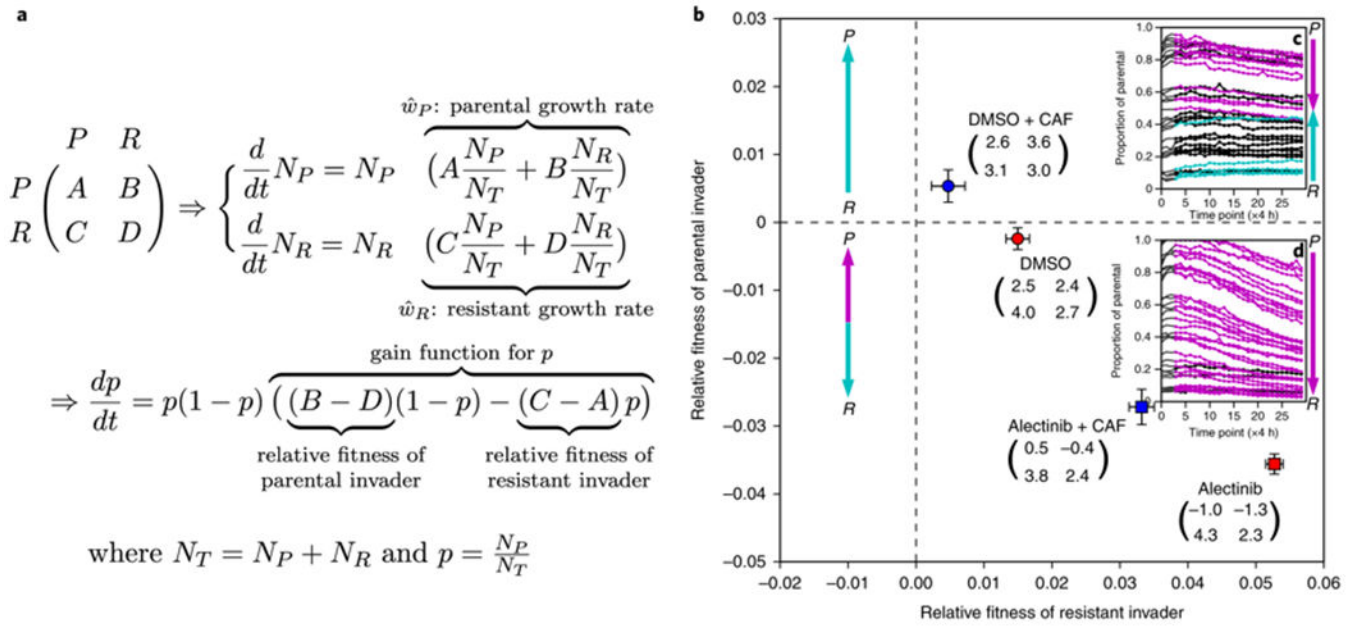 a
ŵ_P: parental growth rate
P R
P ( A B ) ⇒ { d/dt N_P = N_P (A N_P/N_T + B N_R/N_T)
R ( C D ) d/dt N_R = N_R (C N_P/N_T + D N_R/N_T)
ŵ_R: resistant growth rate
gain function for p
⇒ dp/dt = p(1 − p) ((B − D)(1 − p) − (C − A) p)
relative fitness of relative fitness of
parental invader resistant invader
where N_T = N_P + N_R and p = N_P/N_T
b
Relative fitness of parental invader
0.03
0.02
0.01
0
−0.01
−0.02
−0.03
−0.04
−0.05
−0.02 −0.01 0.00 0.01 0.02 0.03 0.04 0.05 0.06
Relative fitness of resistant invader
P
R
P
R
DMSO + CAF
2.6 3.6
3.1 3.0
DMSO
2.5 2.4
4.0 2.7
Alectinib + CAF
0.5 −0.4
3.8 2.4
Alectinib
−1.0 −1.3
4.3 2.3
c
Proportion of parental
1.0
0.8
0.6
0.4
0.2
0
0 5 10 15 20 25
Time point (×4 h)
P
R
d
Proportion of parental
1.0
0.8
0.6
0.4
0.2
0
0 5 10 15 20 25
Time point (×4 h)
P
R